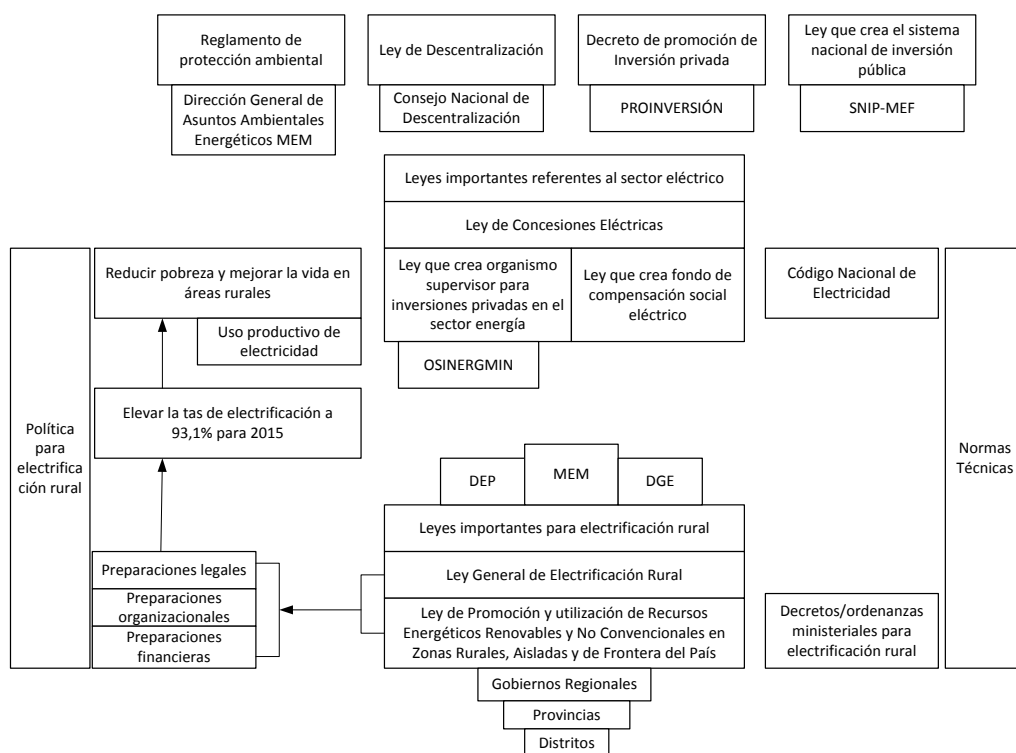 Reglamento de
protección ambiental
Dirección General de
Asuntos Ambientales
Energéticos MEM
Ley de Descentralización
Consejo Nacional de
Descentralización
Decreto de promoción de
Inversión privada
PROINVERSIÓN
Ley que crea el sistema
nacional de inversión
pública
SNIP-MEF
Leyes importantes referentes al sector eléctrico
Ley de Concesiones Eléctricas
Ley que crea organismo
supervisor para
inversiones privadas en el
sector energía
Ley que crea fondo de
compensación social
eléctrico
OSINERGMIN
Política
para
electrifica
ción rural
Reducir pobreza y mejorar la vida en
áreas rurales
Uso productivo de
electricidad
Elevar la tas de electrificación a
93,1% para 2015
Preparaciones legales
Preparaciones
organizacionales
Preparaciones
financieras
DEP
MEM
DGE
Leyes importantes para electrificación rural
Ley General de Electrificación Rural
Ley de Promoción y utilización de Recursos
Energéticos Renovables y No Convencionales en
Zonas Rurales, Aisladas y de Frontera del País
Gobiernos Regionales
Provincias
Distritos
Código Nacional de
Electricidad
Decretos/ordenanzas
ministeriales para
electrificación rural
Normas
Técnicas